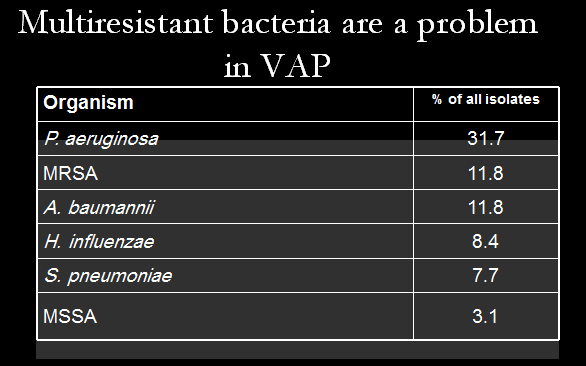 Multiresistant bacteria are a problem
in VAP
Organism % of all isolates
P. aeruginosa 31.7
MRSA 11.8
A. baumannii 11.8
H. influenzae 8.4
S. pneumoniae 7.7
MSSA 3.1